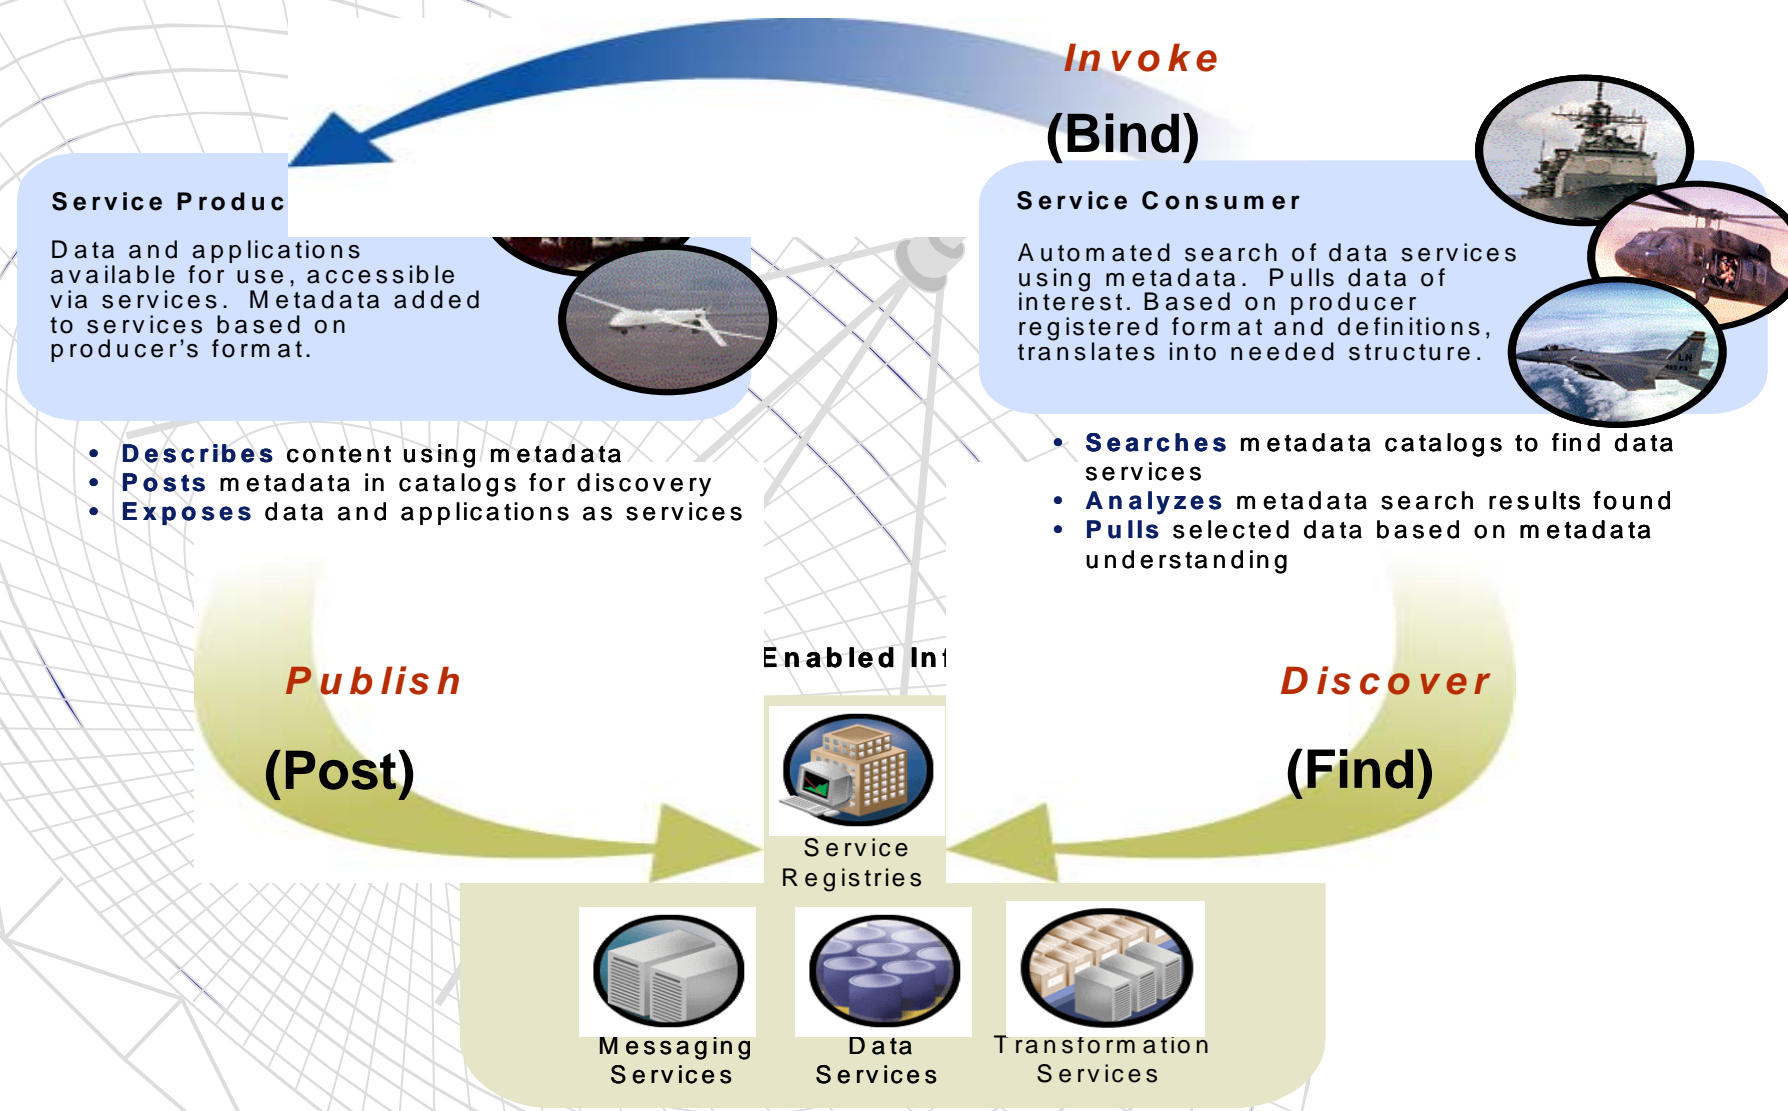 Invoke
(Bind)
Service Produc
Data and applications
available for use, accessible
via services. Metadata added
to services based on
producer's format.
Service Consumer
Automated search of data services
using metadata. Pulls data of
interest. Based on producer
registered format and definitions,
translates into needed structure.
• Describes content using metadata
• Posts metadata in catalogs for discovery
• Exposes data and applications as services
• Searches metadata catalogs to find data
services
• Analyzes metadata search results found
• Pulls selected data based on metadata
understanding
Publish
(Post)
Enabled Inf
Discover
(Find)
Service
Registries
Messaging
Services
Data
Services
Transformation
Services
LN